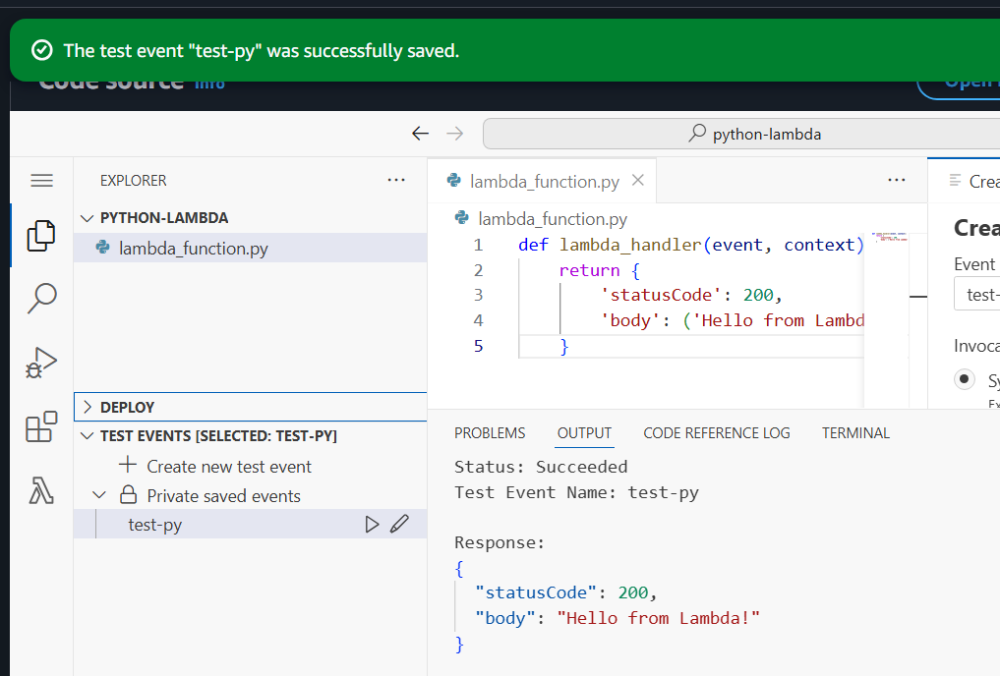 The test event "test-py" was successfully saved.
Code source Info
python-lambda
EXPLORER
PYTHON-LAMBDA
lambda_function.py
DEPLOY
TEST EVENTS [SELECTED: TEST-PY]
Create new test event
Private saved events
test-py
lambda_function.py
lambda_function.py
1 def lambda_handler(event, context)
2 return {
3 'statusCode': 200,
4 'body': ('Hello from Lambd
5 }
Crea
Crea
Event
test-
Invoca
Sy
PROBLEMS OUTPUT CODE REFERENCE LOG TERMINAL
Status: Succeeded
Test Event Name: test-py
Response:
{
"statusCode": 200,
"body": "Hello from Lambda!"
}